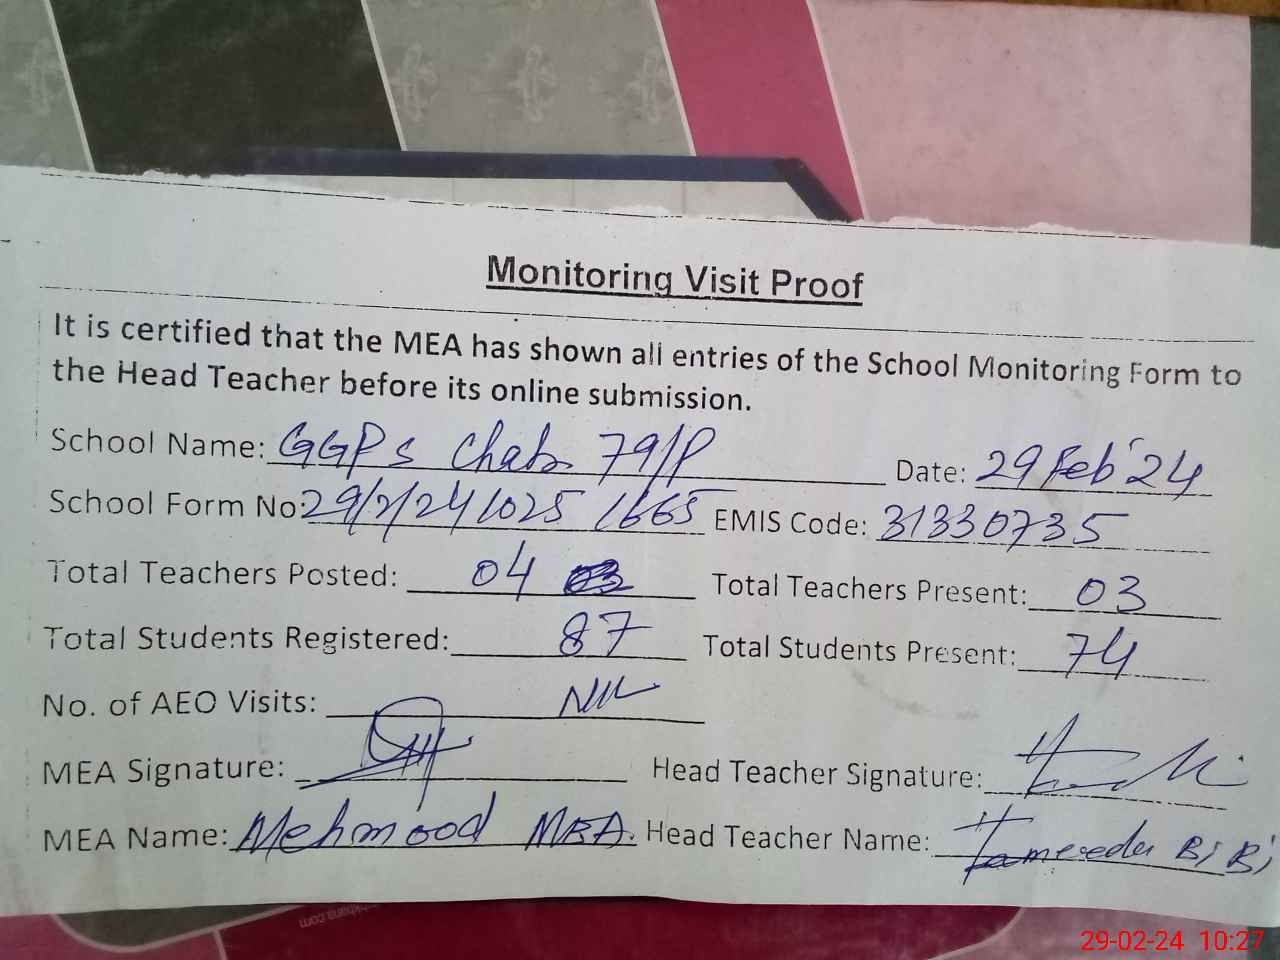 Monitoring Visit Proof
It is certified that the MEA has shown all entries of the School Monitoring Form to
the Head Teacher before its online submission.
School Name: GGPS Chak 79/P Date: 29 Feb'24
School Form No: 29/2/24 1025 1665 EMIS Code: 31330735
Total Teachers Posted: 04 Total Teachers Present: 03
Total Students Registered: 87 Total Students Present: 74
No. of AEO Visits: Nil
MEA Signature: Head Teacher Signature:
MEA Name: Mehmood MEA. Head Teacher Name: Bi Bi
29-02-24 10:27